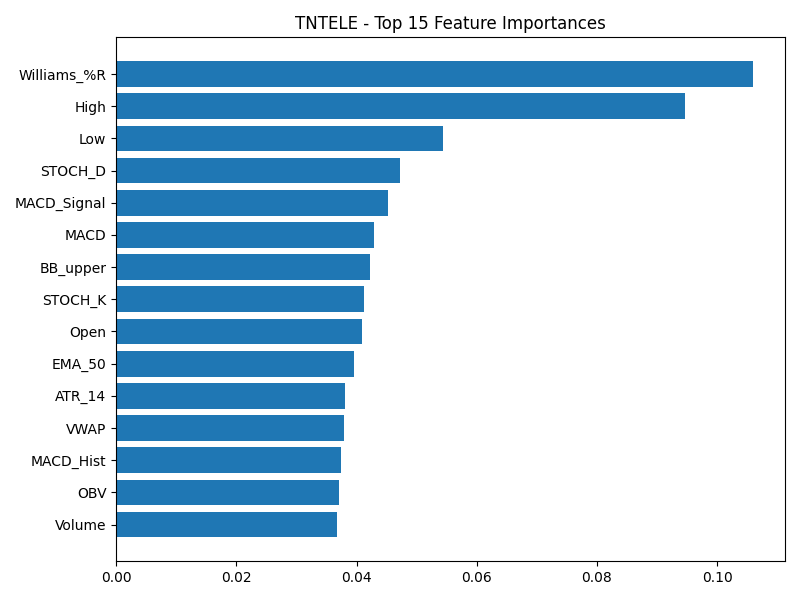 TNTELE - Top 15 Feature Importances
Williams_%R
High
Low
STOCH_D
MACD_Signal
MACD
BB_upper
STOCH_K
Open
EMA_50
ATR_14
VWAP
MACD_Hist
OBV
Volume
0.00 0.02 0.04 0.06 0.08 0.10